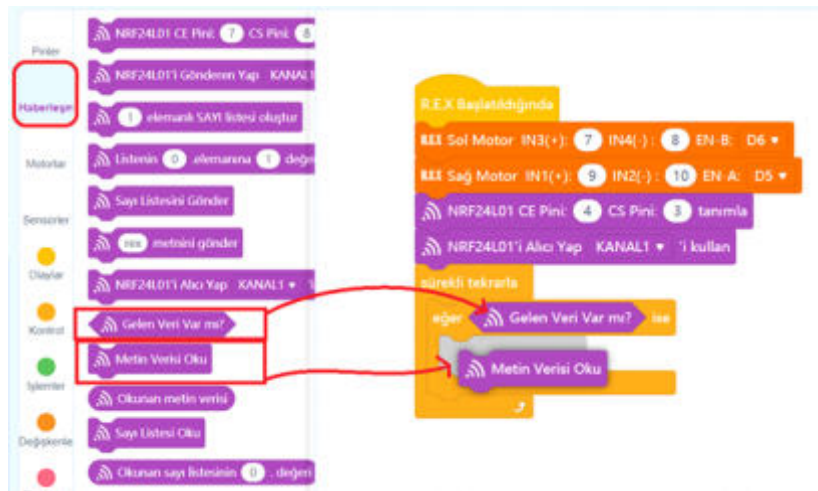 Pinler
Haberleşm
Motorlar
Sensörler
Olaylar
Kontrol
İşlemler
Değişkenle
NRF24L01 CE Pini: 7 CS Pini: 8
NRF24L01'i Gönderen Yap KANAL1
1 elemanlı SAYI listesi oluştur
Listenin 0 .elemanına 1 değe
Sayı Listesini Gönder
metnini gönder
NRF24L01'i Alıcı Yap KANAL1
Gelen Veri Var mı?
Metin Verisi Oku
Okunan metin verisi
Sayı Listesi Oku
Okunan sayı listesinin 0 . değeri
R.E.X Başlatıldığında
REX Sol Motor IN3(+): 7 IN4(-) : 8 EN-B: D6
REX Sağ Motor IN1(+): 9 IN2(-) : 10 EN-A: D5
NRF24L01 CE Pini: 4 CS Pini: 3 tanımla
NRF24L01'i Alıcı Yap KANAL1 'i kullan
sürekli tekrarla
eğer Gelen Veri Var mı? ise
Metin Verisi Oku